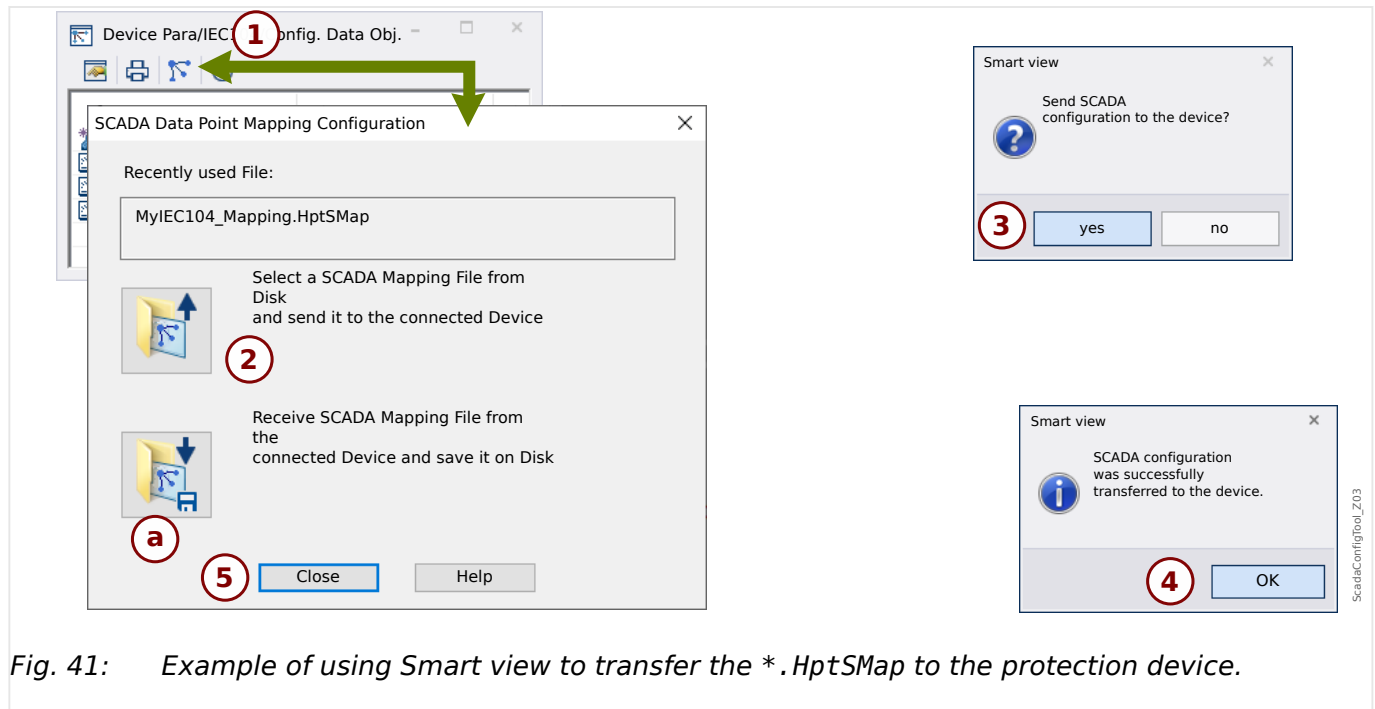 Device Para/IEC1 onfig. Data Obj.
1
SCADA Data Point Mapping Configuration
Recently used File:
MyIEC104_Mapping.HptSMap
Select a SCADA Mapping File from
Disk
and send it to the connected Device
2
Receive SCADA Mapping File from
the
connected Device and save it on Disk
a
5
Close
Help
Smart view
Send SCADA
configuration to the device?
3
yes
no
Smart view
SCADA configuration
was successfully
transferred to the device.
4
OK
ScadaConfigTool_Z03
Fig. 41: Example of using Smart view to transfer the *.HptSMap to the protection device.